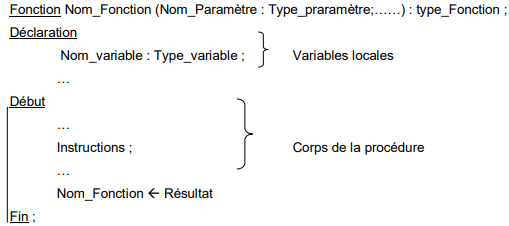 Fonction Nom_Fonction (Nom_Paramètre : Type_praramètre;……) : type_Fonction ;
Déclaration
Nom_variable : Type_variable ; Variables locales
…
Début
…
Instructions ; Corps de la procédure
…
Nom_Fonction ← Résultat
Fin ;